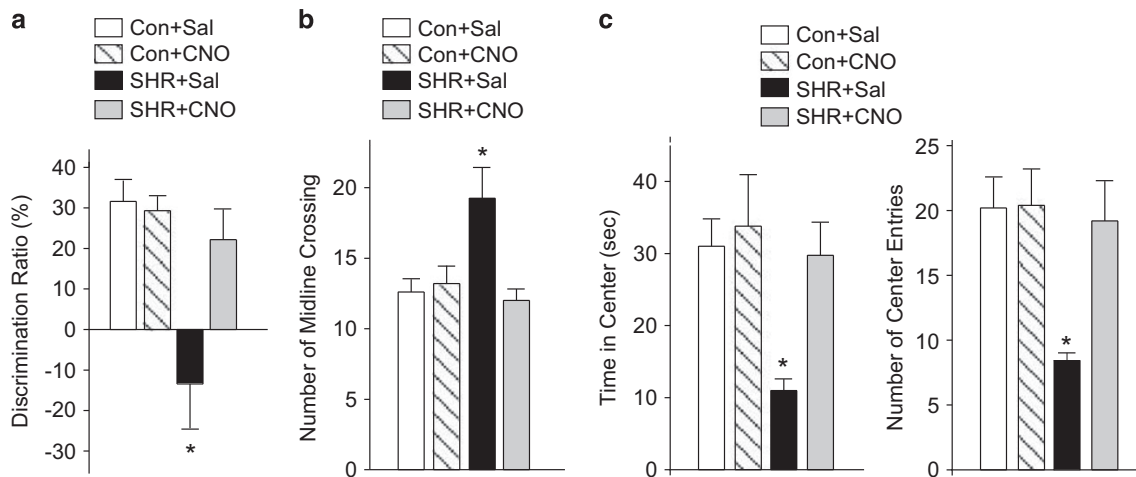 a
Con+Sal
Con+CNO
SHR+Sal
SHR+CNO
Discrimination Ratio (%)
40
30
20
10
0
-10
-20
-30
*
b
Con+Sal
Con+CNO
SHR+Sal
SHR+CNO
Number of Midline Crossing
20
15
10
5
0
*
c
Con+Sal
Con+CNO
SHR+Sal
SHR+CNO
Time in Center (sec)
40
30
20
10
0
*
Number of Center Entries
25
20
15
10
5
0
*